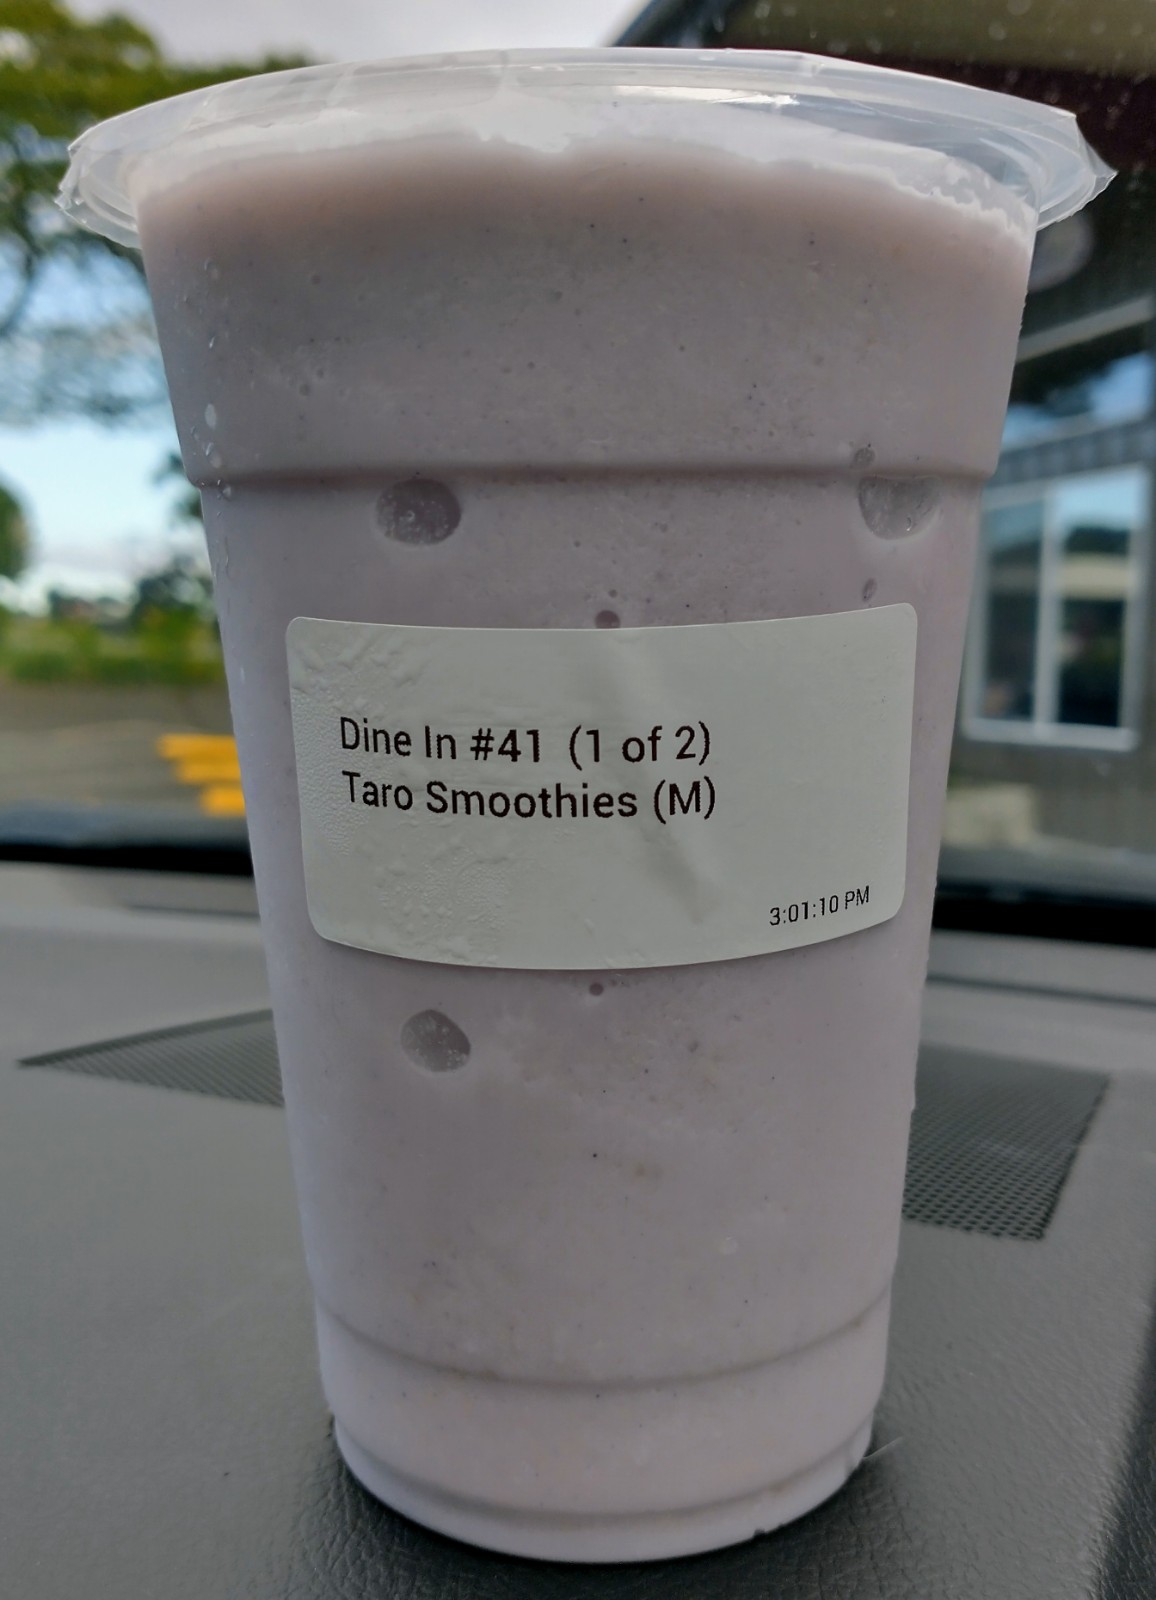 Dine In #41 (1 of 2)
Taro Smoothies (M)
3:01:10 PM